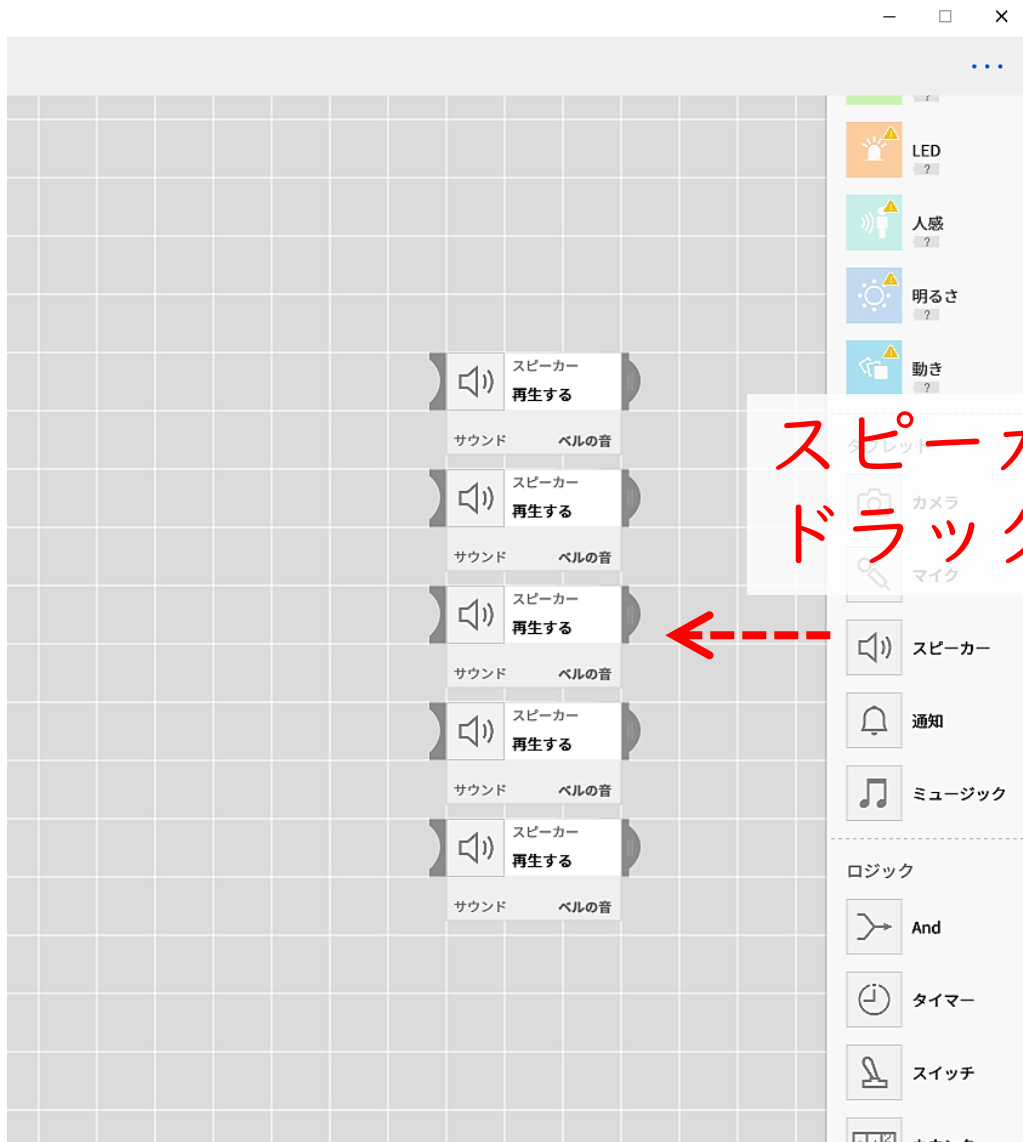 スピーカー
再生する
サウンド ベルの音
スピーカー
再生する
サウンド ベルの音
スピーカー
再生する
サウンド ベルの音
スピーカー
再生する
サウンド ベルの音
スピーカー
再生する
サウンド ベルの音
?
LED
?
人感
?
明るさ
?
動き
?
タブレット
スピーカ
ドラッグ
カメラ
マイク
スピーカー
通知
ミュージック
ロジック
And
タイマー
スイッチ